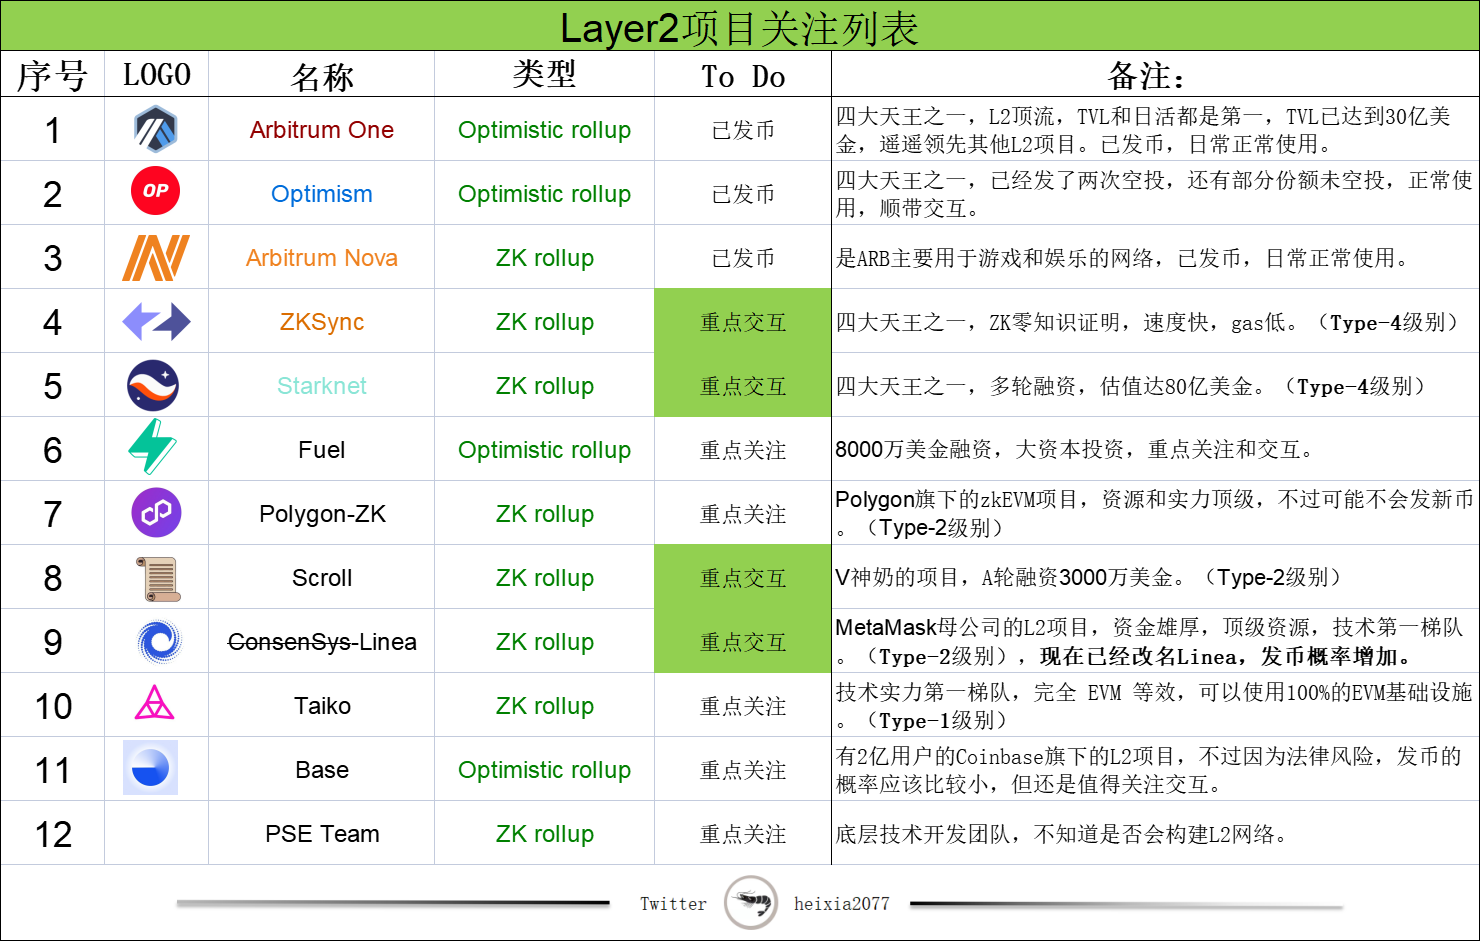 Layer2项目关注列表
序号 LOGO 名称 类型 To Do 备注：
1 Arbitrum One Optimistic rollup 已发币 四大天王之一，L2顶流，TVL和日活都是第一，TVL已达到30亿美
金，遥遥领先其他L2项目。已发币，日常正常使用。
2 OP Optimism Optimistic rollup 已发币 四大天王之一，已经发了两次空投，还有部分份额未空投，正常使
用，顺带交互。
3 Arbitrum Nova ZK rollup 已发币 是ARB主要用于游戏和娱乐的网络，已发币，日常正常使用。
4 ZKSync ZK rollup 重点交互 四大天王之一，ZK零知识证明，速度快，gas低。（Type-4级别）
5 Starknet ZK rollup 重点交互 四大天王之一，多轮融资，估值达80亿美金。（Type-4级别）
6 Fuel Optimistic rollup 重点关注 8000万美金融资，大资本投资，重点关注和交互。
7 Polygon-ZK ZK rollup 重点关注 Polygon旗下的zkEVM项目，资源和实力顶级，不过可能不会发新币
。（Type-2级别）
8 Scroll ZK rollup 重点交互 V神奶的项目，A轮融资3000万美金。（Type-2级别）
9 ConsenSys-Linea ZK rollup 重点交互 MetaMask母公司的L2项目，资金雄厚，顶级资源，技术第一梯队
。（Type-2级别），现在已经改名Linea，发币概率增加。
10 Taiko ZK rollup 重点关注 技术实力第一梯队，完全 EVM 等效，可以使用100%的EVM基础设施
。（Type-1级别）
11 Base Optimistic rollup 重点关注 有2亿用户的Coinbase旗下的L2项目，不过因为法律风险，发币的
概率应该比较小，但还是值得关注交互。
12 PSE Team ZK rollup 重点关注 底层技术开发团队，不知道是否会构建L2网络。
Twitter heixia2077